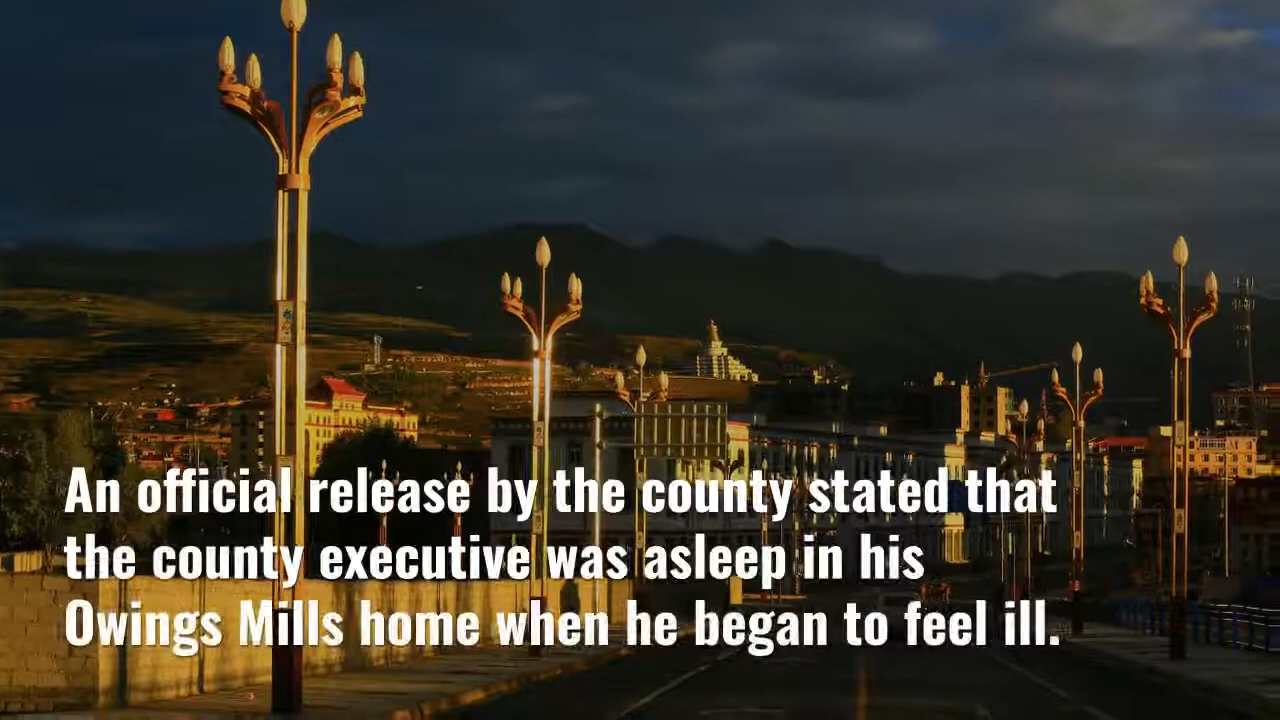 An official release by the county stated that
the county executive was asleep in his
Owings Mills home when he began to feel ill.